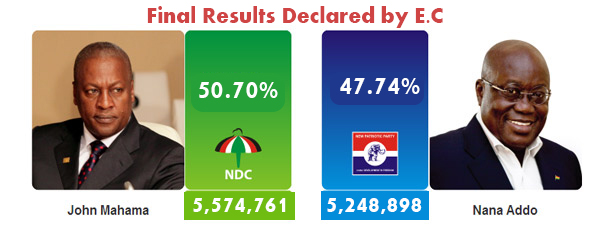 Final Results Declared by E.C
50.70%
NDC
John Mahama
5,574,761
47.74%
NEW PATRIOTIC PARTY
5,248,898
Nana Addo